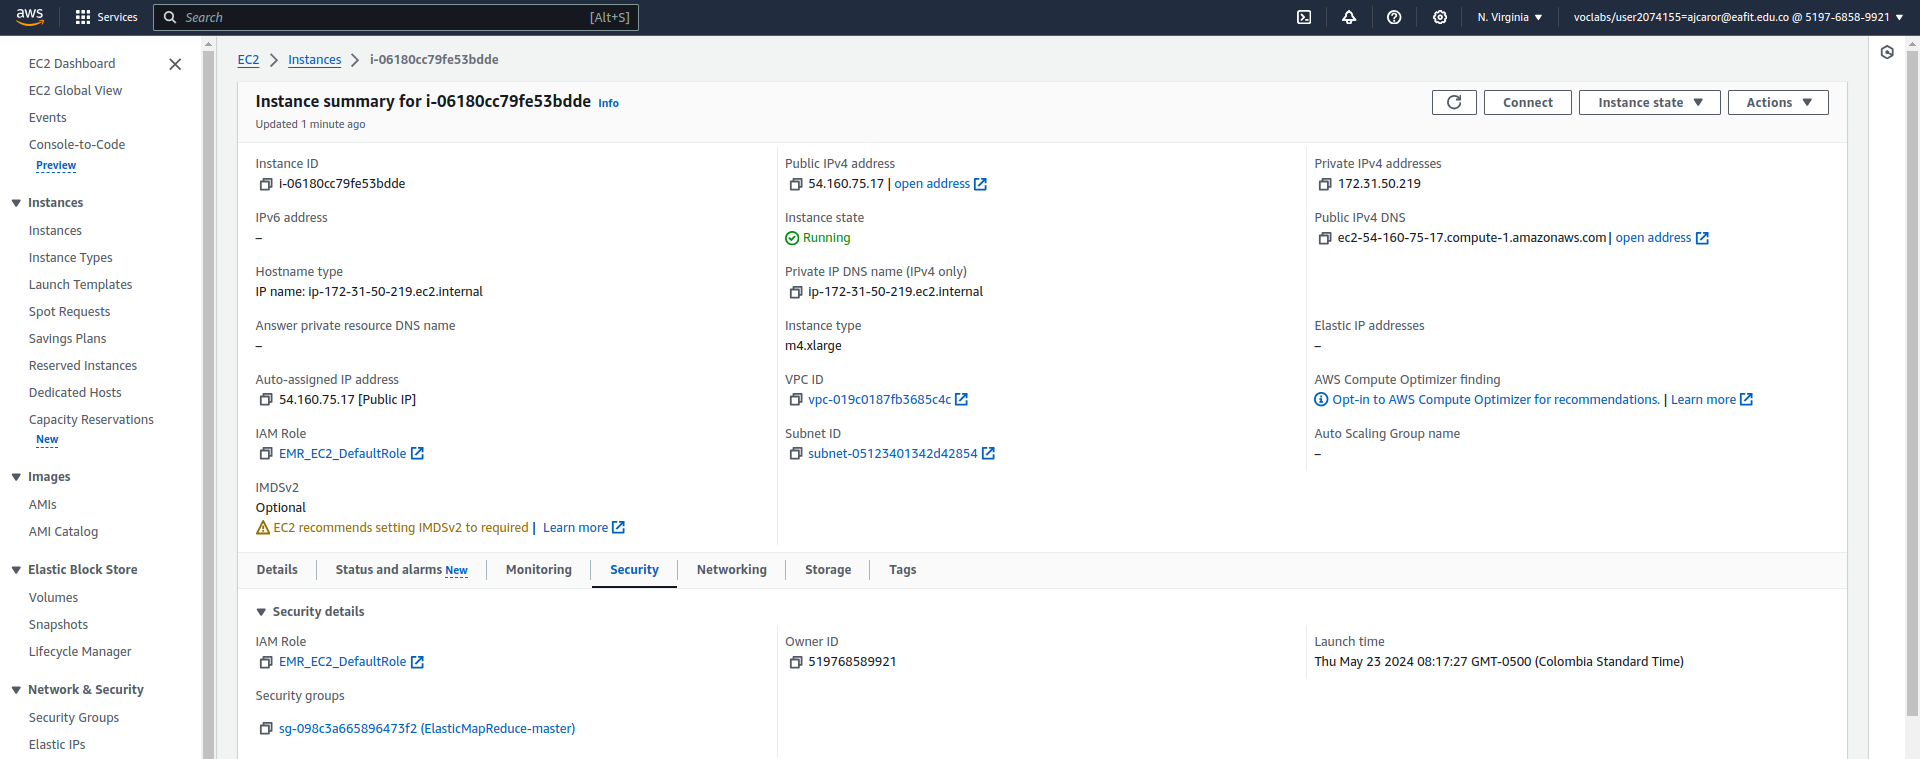 aws Services Search [Alt+S] N. Virginia voclabs/user2074155=ajcaror@eafit.edu.co @ 5197-6858-9921
EC2 Dashboard
EC2 Global View
Events
Console-to-Code
Preview
Instances
Instances
Instance Types
Launch Templates
Spot Requests
Savings Plans
Reserved Instances
Dedicated Hosts
Capacity Reservations
New
Images
AMIs
AMI Catalog
Elastic Block Store
Volumes
Snapshots
Lifecycle Manager
Network & Security
Security Groups
Elastic IPs
EC2 Instances i-06180cc79fe53bdde
Instance summary for i-06180cc79fe53bdde Info
Updated 1 minute ago
Connect Instance state Actions
Instance ID
i-06180cc79fe53bdde
Public IPv4 address
54.160.75.17 | open address
Private IPv4 addresses
172.31.50.219
IPv6 address
–
Instance state
Running
Public IPv4 DNS
ec2-54-160-75-17.compute-1.amazonaws.com | open address
Hostname type
IP name: ip-172-31-50-219.ec2.internal
Private IP DNS name (IPv4 only)
ip-172-31-50-219.ec2.internal
Answer private resource DNS name
–
Instance type
m4.xlarge
Elastic IP addresses
–
Auto-assigned IP address
54.160.75.17 [Public IP]
VPC ID
vpc-019c0187fb3685c4c
AWS Compute Optimizer finding
Opt-in to AWS Compute Optimizer for recommendations. | Learn more
IAM Role
EMR_EC2_DefaultRole
Subnet ID
subnet-05123401342d42854
Auto Scaling Group name
–
IMDSv2
Optional
EC2 recommends setting IMDSv2 to required | Learn more
Details Status and alarms New Monitoring Security Networking Storage Tags
Security details
IAM Role
EMR_EC2_DefaultRole
Owner ID
519768589921
Launch time
Thu May 23 2024 08:17:27 GMT-0500 (Colombia Standard Time)
Security groups
sg-098c3a665896473f2 (ElasticMapReduce-master)